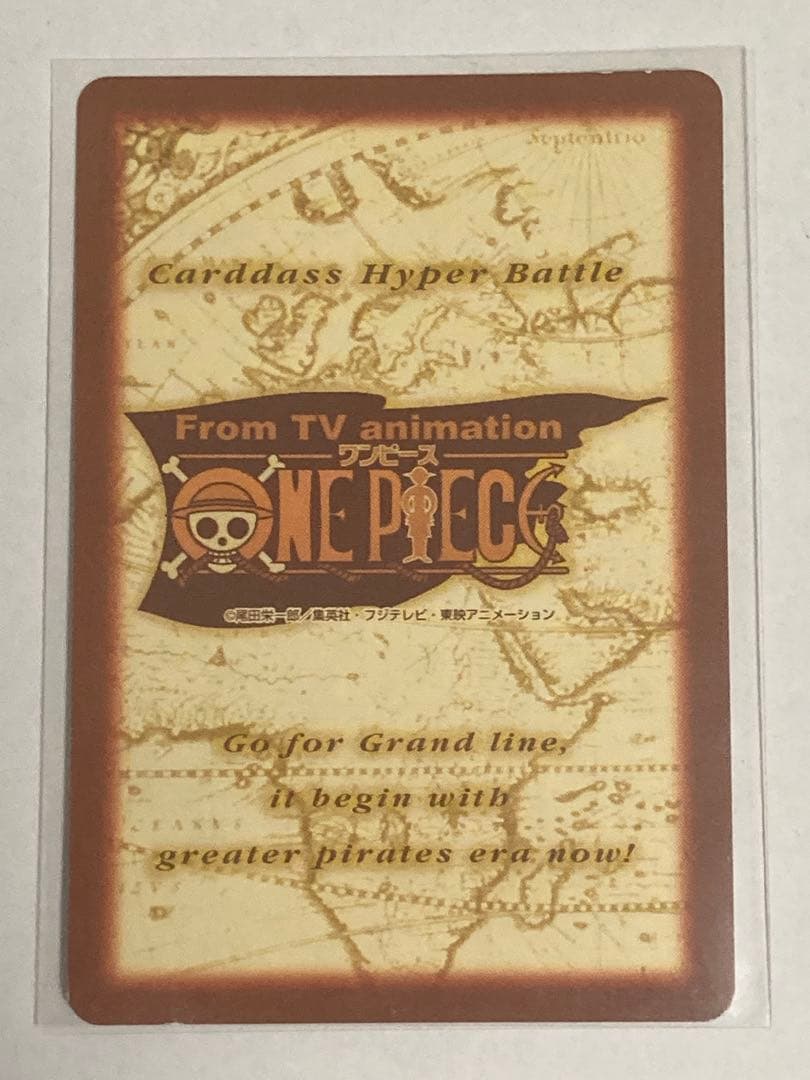 Septentrio
Carddass Hyper Battle
From TV animation
ワンピース
ONE PIECE
©尾田栄一郎/集英社・フジテレビ・東映アニメーション
Go for Grand line,
it begin with
greater pirates era now!